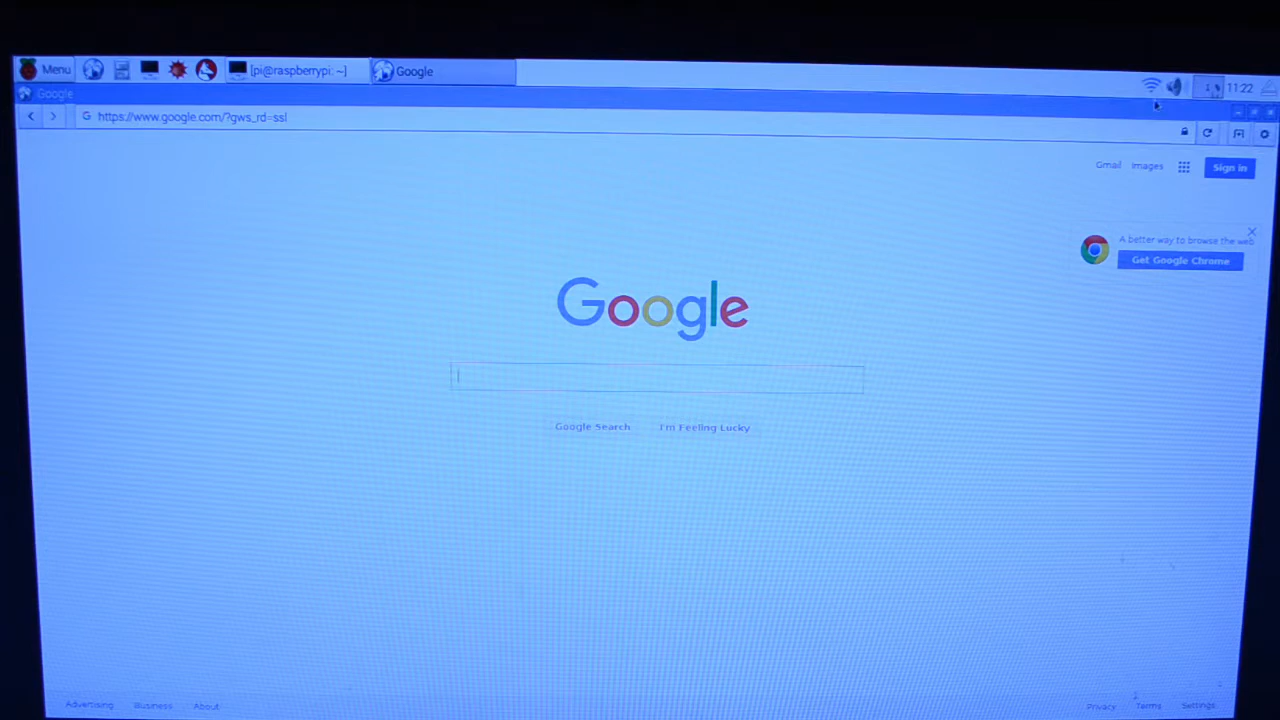 Menu [pi@raspberrypi: ~] Google 11:22
Google
G https://www.google.com/?gws_rd=ssl
Gmail Images Sign in
A better way to browse the web
Get Google Chrome
Google
Google Search I'm Feeling Lucky
Advertising Business About Privacy Terms Settings